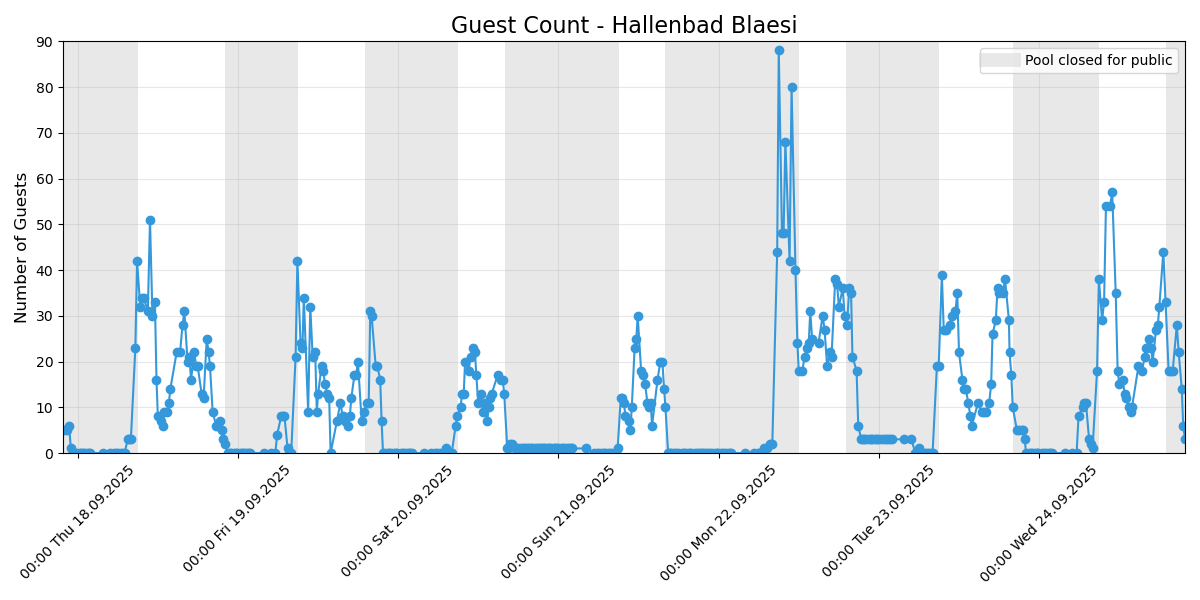 Guest Count - Hallenbad Blaesi
Pool closed for public
Number of Guests
90
80
70
60
50
40
30
20
10
0
00:00 Thu 18.09.2025
00:00 Fri 19.09.2025
00:00 Sat 20.09.2025
00:00 Sun 21.09.2025
00:00 Mon 22.09.2025
00:00 Tue 23.09.2025
00:00 Wed 24.09.2025